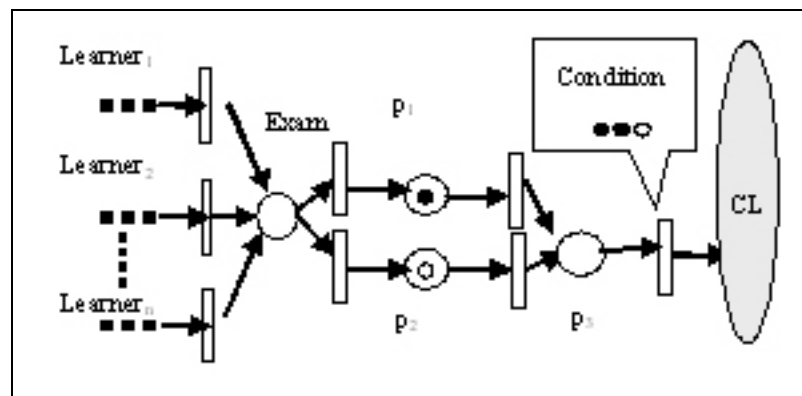 Learner₁
Exam
p₁
Condition
Learner₂
CL
Learnerₙ
p₂
p₃